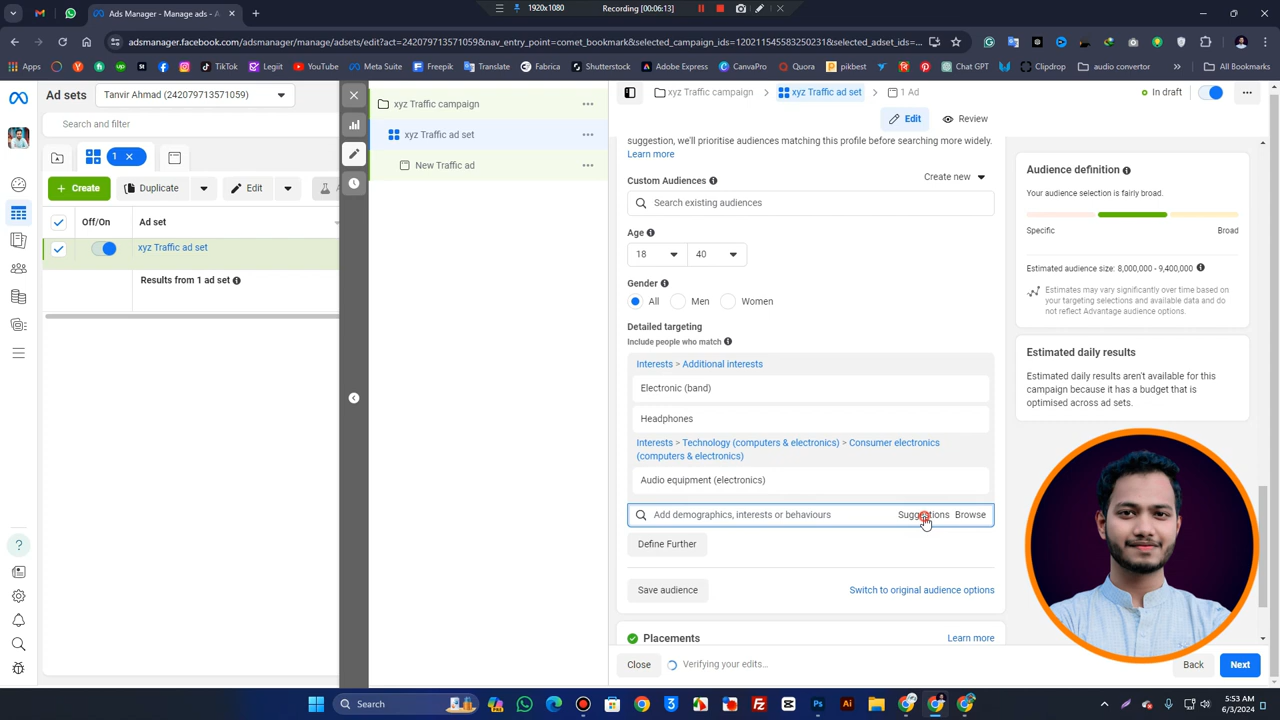 Ads Manager - Manage ads - A
1920x1080
Recording [00:06:13]
adsmanager.facebook.com/adsmanager/manage/adsets/edit?act=242079713571059&nav_entry_point=comet_bookmark&selected_campaign_ids=120211545583250231&selected_adset_ids=...
Apps
st
fb
TikTok
Legiit
YouTube
Meta Suite
Freepik
Translate
Shutterstock
Adobe Express
CanvaPro
Quora
pikbest
Chat GPT
Clipdrop
audio convertor
All Bookmarks
Ad sets
Tanvir Ahmad (242079713571059)
Search and filter
1
Create
Duplicate
Edit
Off/On
Ad set
xyz Traffic ad set
Results from 1 ad set
xyz Traffic campaign
xyz Traffic ad set
New Traffic ad
xyz Traffic campaign > xyz Traffic ad set > 1 Ad
In draft
Edit
Review
suggestion, we'll prioritise audiences matching this profile before searching more widely.
Learn more
Custom Audiences
Create new
Search existing audiences
Age
18
40
Gender
All
Men
Women
Detailed targeting
Include people who match
Interests > Additional interests
Electronic (band)
Headphones
Interests > Technology (computers & electronics) > Consumer electronics
(computers & electronics)
Audio equipment (electronics)
Add demographics, interests or behaviours
Suggestions
Browse
Define Further
Save audience
Switch to original audience options
Placements
Learn more
Close
Verifying your edits...
Back
Next
Audience definition
Your audience selection is fairly broad.
Specific
Broad
Estimated audience size: 8,000,000 - 9,400,000
Estimates may vary significantly over time based on
your targeting selections and available data and do
not reflect Advantage audience options.
Estimated daily results
Estimated daily results aren't available for this
campaign because it has a budget that is
optimised across ad sets.
Search
5:53 AM
6/3/2024